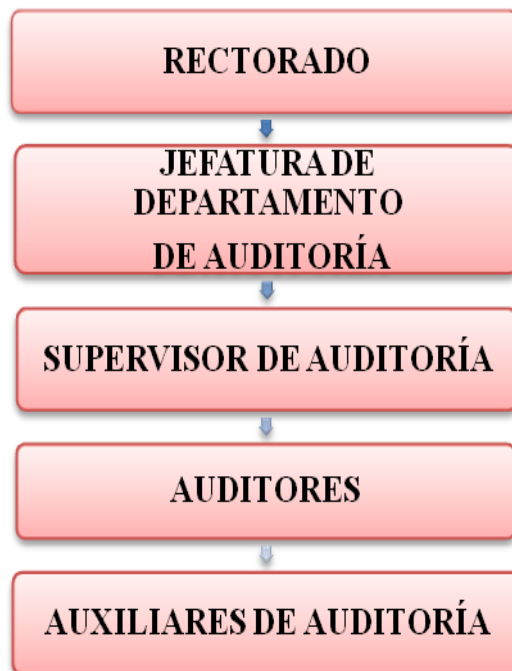 RECTORADO
JEFATURA DE
DEPARTAMENTO
DE AUDITORÍA
SUPERVISOR DE AUDITORÍA
AUDITORES
AUXILIARES DE AUDITORÍA